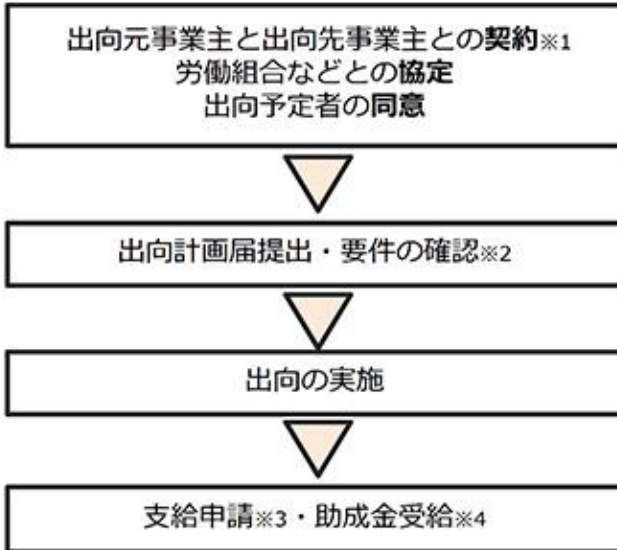 出向元事業主と出向先事業主との契約※1
労働組合などとの協定
出向予定者の同意
出向計画届提出・要件の確認※2
出向の実施
支給申請※3・助成金受給※4